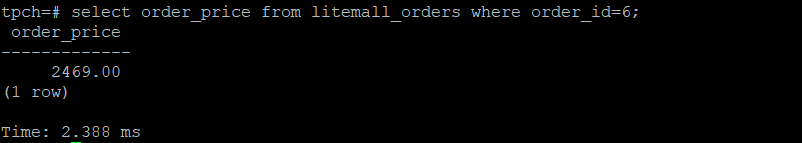 tpch=# select order_price from litemall_orders where order_id=6;
 order_price
-------------
     2469.00
(1 row)

Time: 2.388 ms